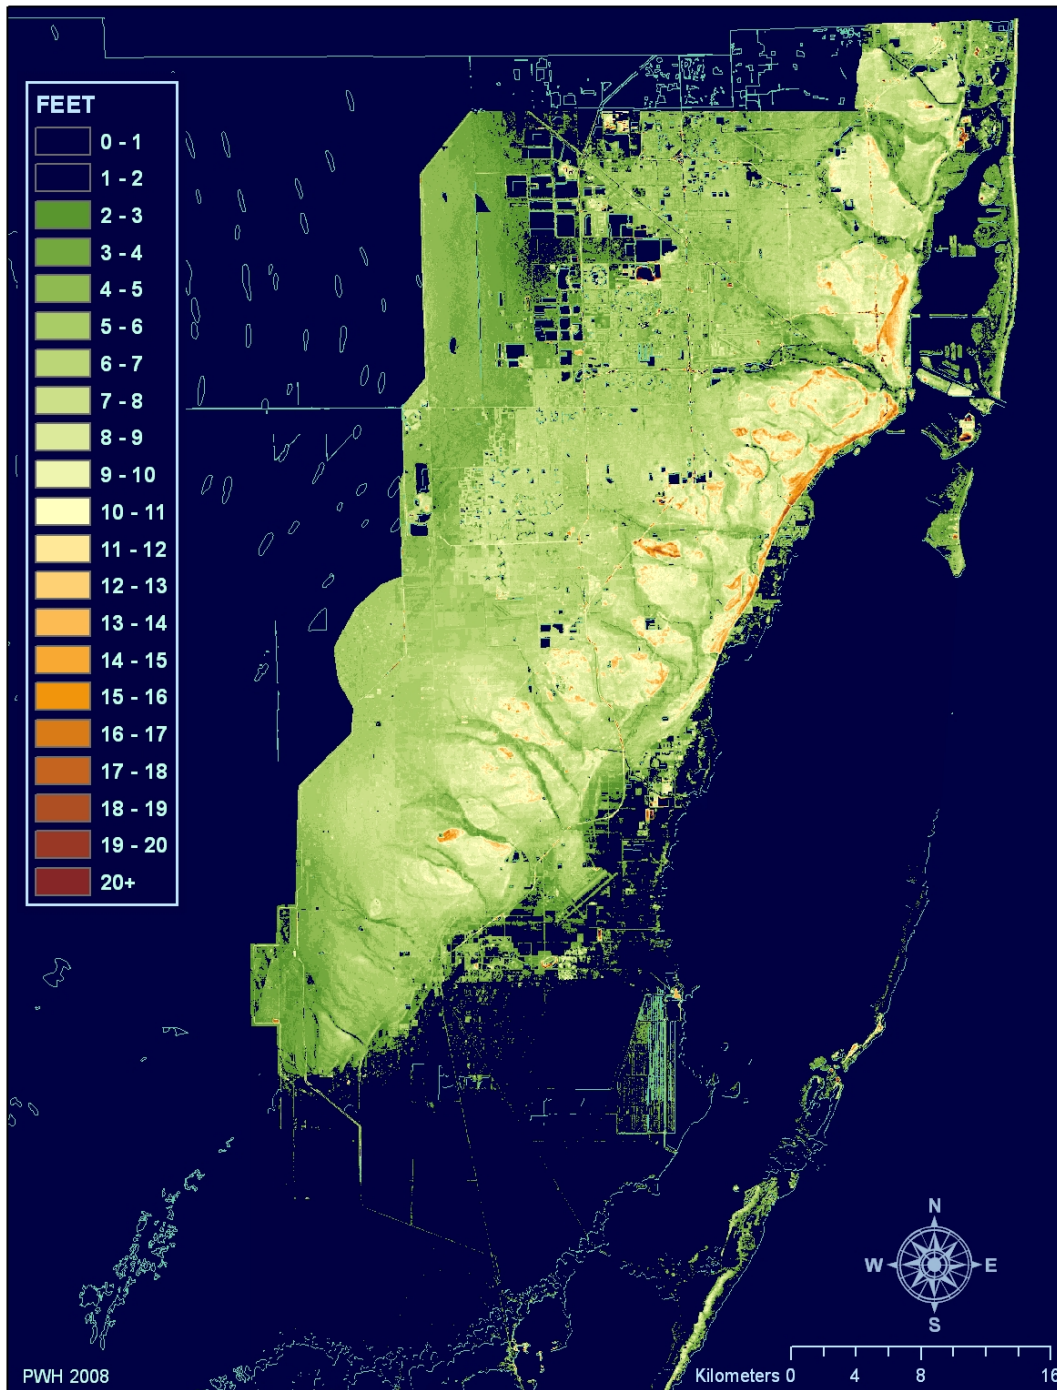 FEET
0 - 1
1 - 2
2 - 3
3 - 4
4 - 5
5 - 6
6 - 7
7 - 8
8 - 9
9 - 10
10 - 11
11 - 12
12 - 13
13 - 14
14 - 15
15 - 16
16 - 17
17 - 18
18 - 19
19 - 20
20+
N
W E
S
PWH 2008
Kilometers 0 4 8 16